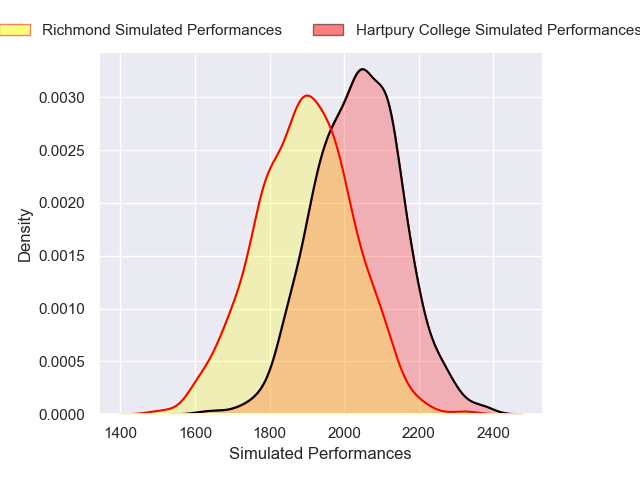 Richmond Simulated Performances
Hartpury College Simulated Performances
0.0030
0.0025
0.0020
0.0015
0.0010
0.0005
0.0000
Density
1400 1600 1800 2000 2200 2400
Simulated Performances